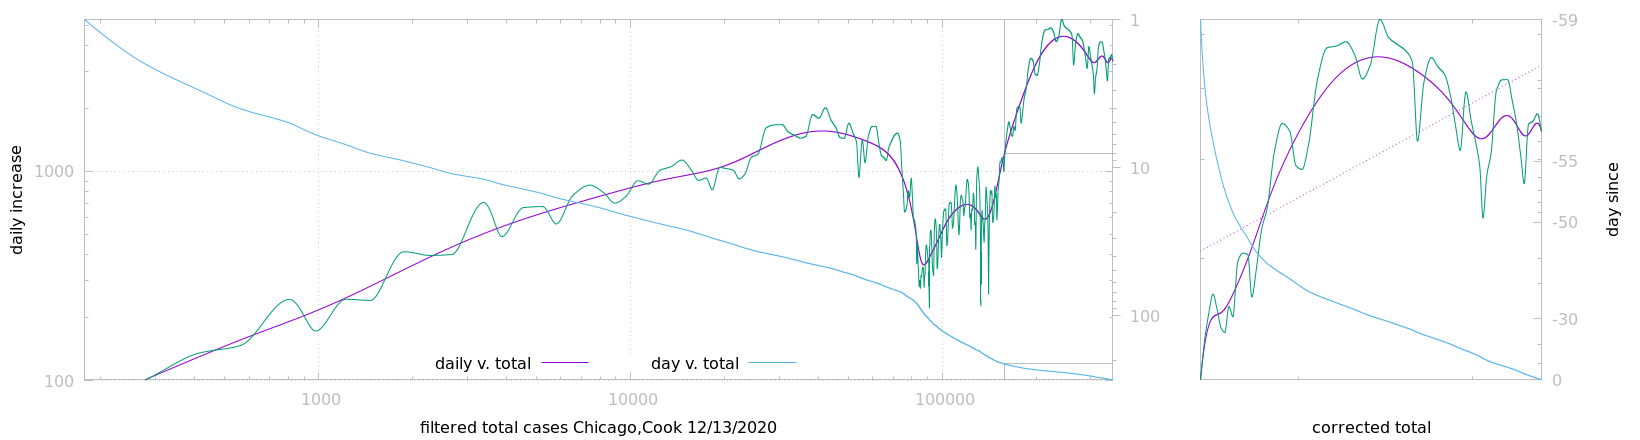 1
-59
1000
10
-55
-50
daily increase
day since
100
-30
daily v. total
day v. total
100
0
1000
10000
100000
filtered total cases Chicago,Cook 12/13/2020
corrected total